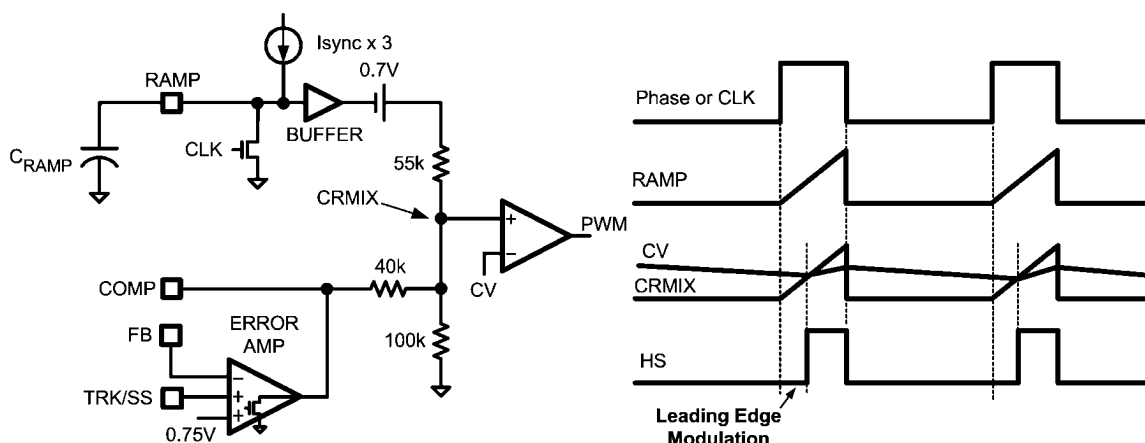 Isync x 3
0.7V
RAMP
BUFFER
CLK
CRAMP
55k
CRMIX
+
−
PWM
CV
40k
COMP
100k
FB
ERROR
AMP
−
+
+
TRK/SS
0.75V
Phase or CLK
RAMP
CV
CRMIX
HS
Leading Edge
Modulation